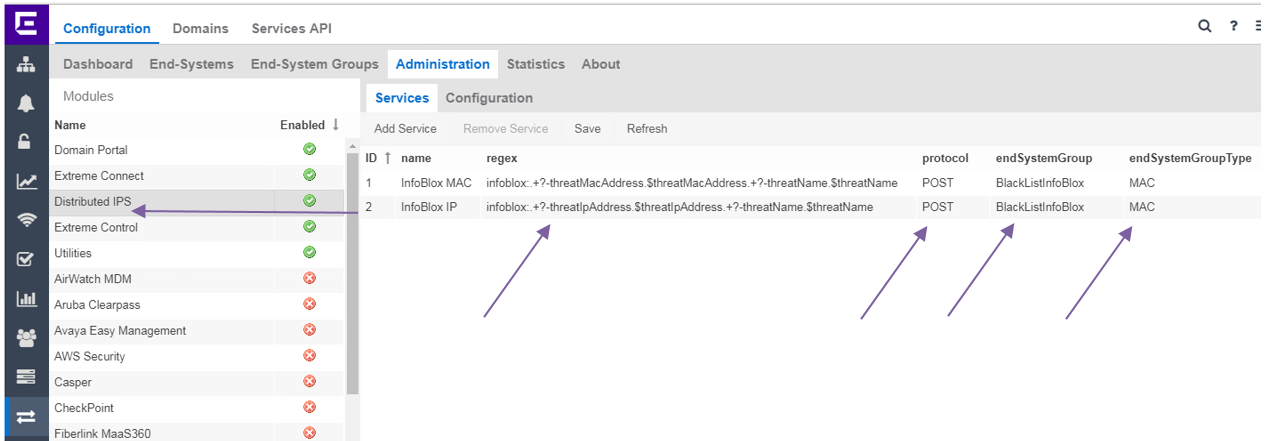 Configuration Domains Services API ?
Dashboard End-Systems End-System Groups Administration Statistics About
Modules
Services Configuration
Name Enabled
Add Service Remove Service Save Refresh
Domain Portal
ID name regex protocol endSystemGroup endSystemGroupType
Extreme Connect
1 InfoBlox MAC infoblox:.+?-threatMacAddress.$threatMacAddress.+?-threatName.$threatName POST BlackListInfoBlox MAC
Distributed IPS
2 InfoBlox IP infoblox:.+?-threatIpAddress.$threatIpAddress.+?-threatName.$threatName POST BlackListInfoBlox MAC
Extreme Control
Utilities
AirWatch MDM
Aruba Clearpass
Avaya Easy Management
AWS Security
Casper
CheckPoint
Fiberlink MaaS360